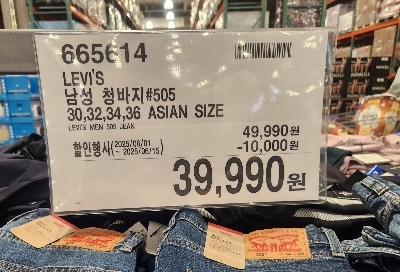 665614
LEVI'S
남성 청바지#505
30,32,34,36 ASIAN SIZE
LEVI'S MEN 505 JEAN
49,990원
할인행사(2025/06/01 ~ 2025/06/15) -10,000원
39,990원